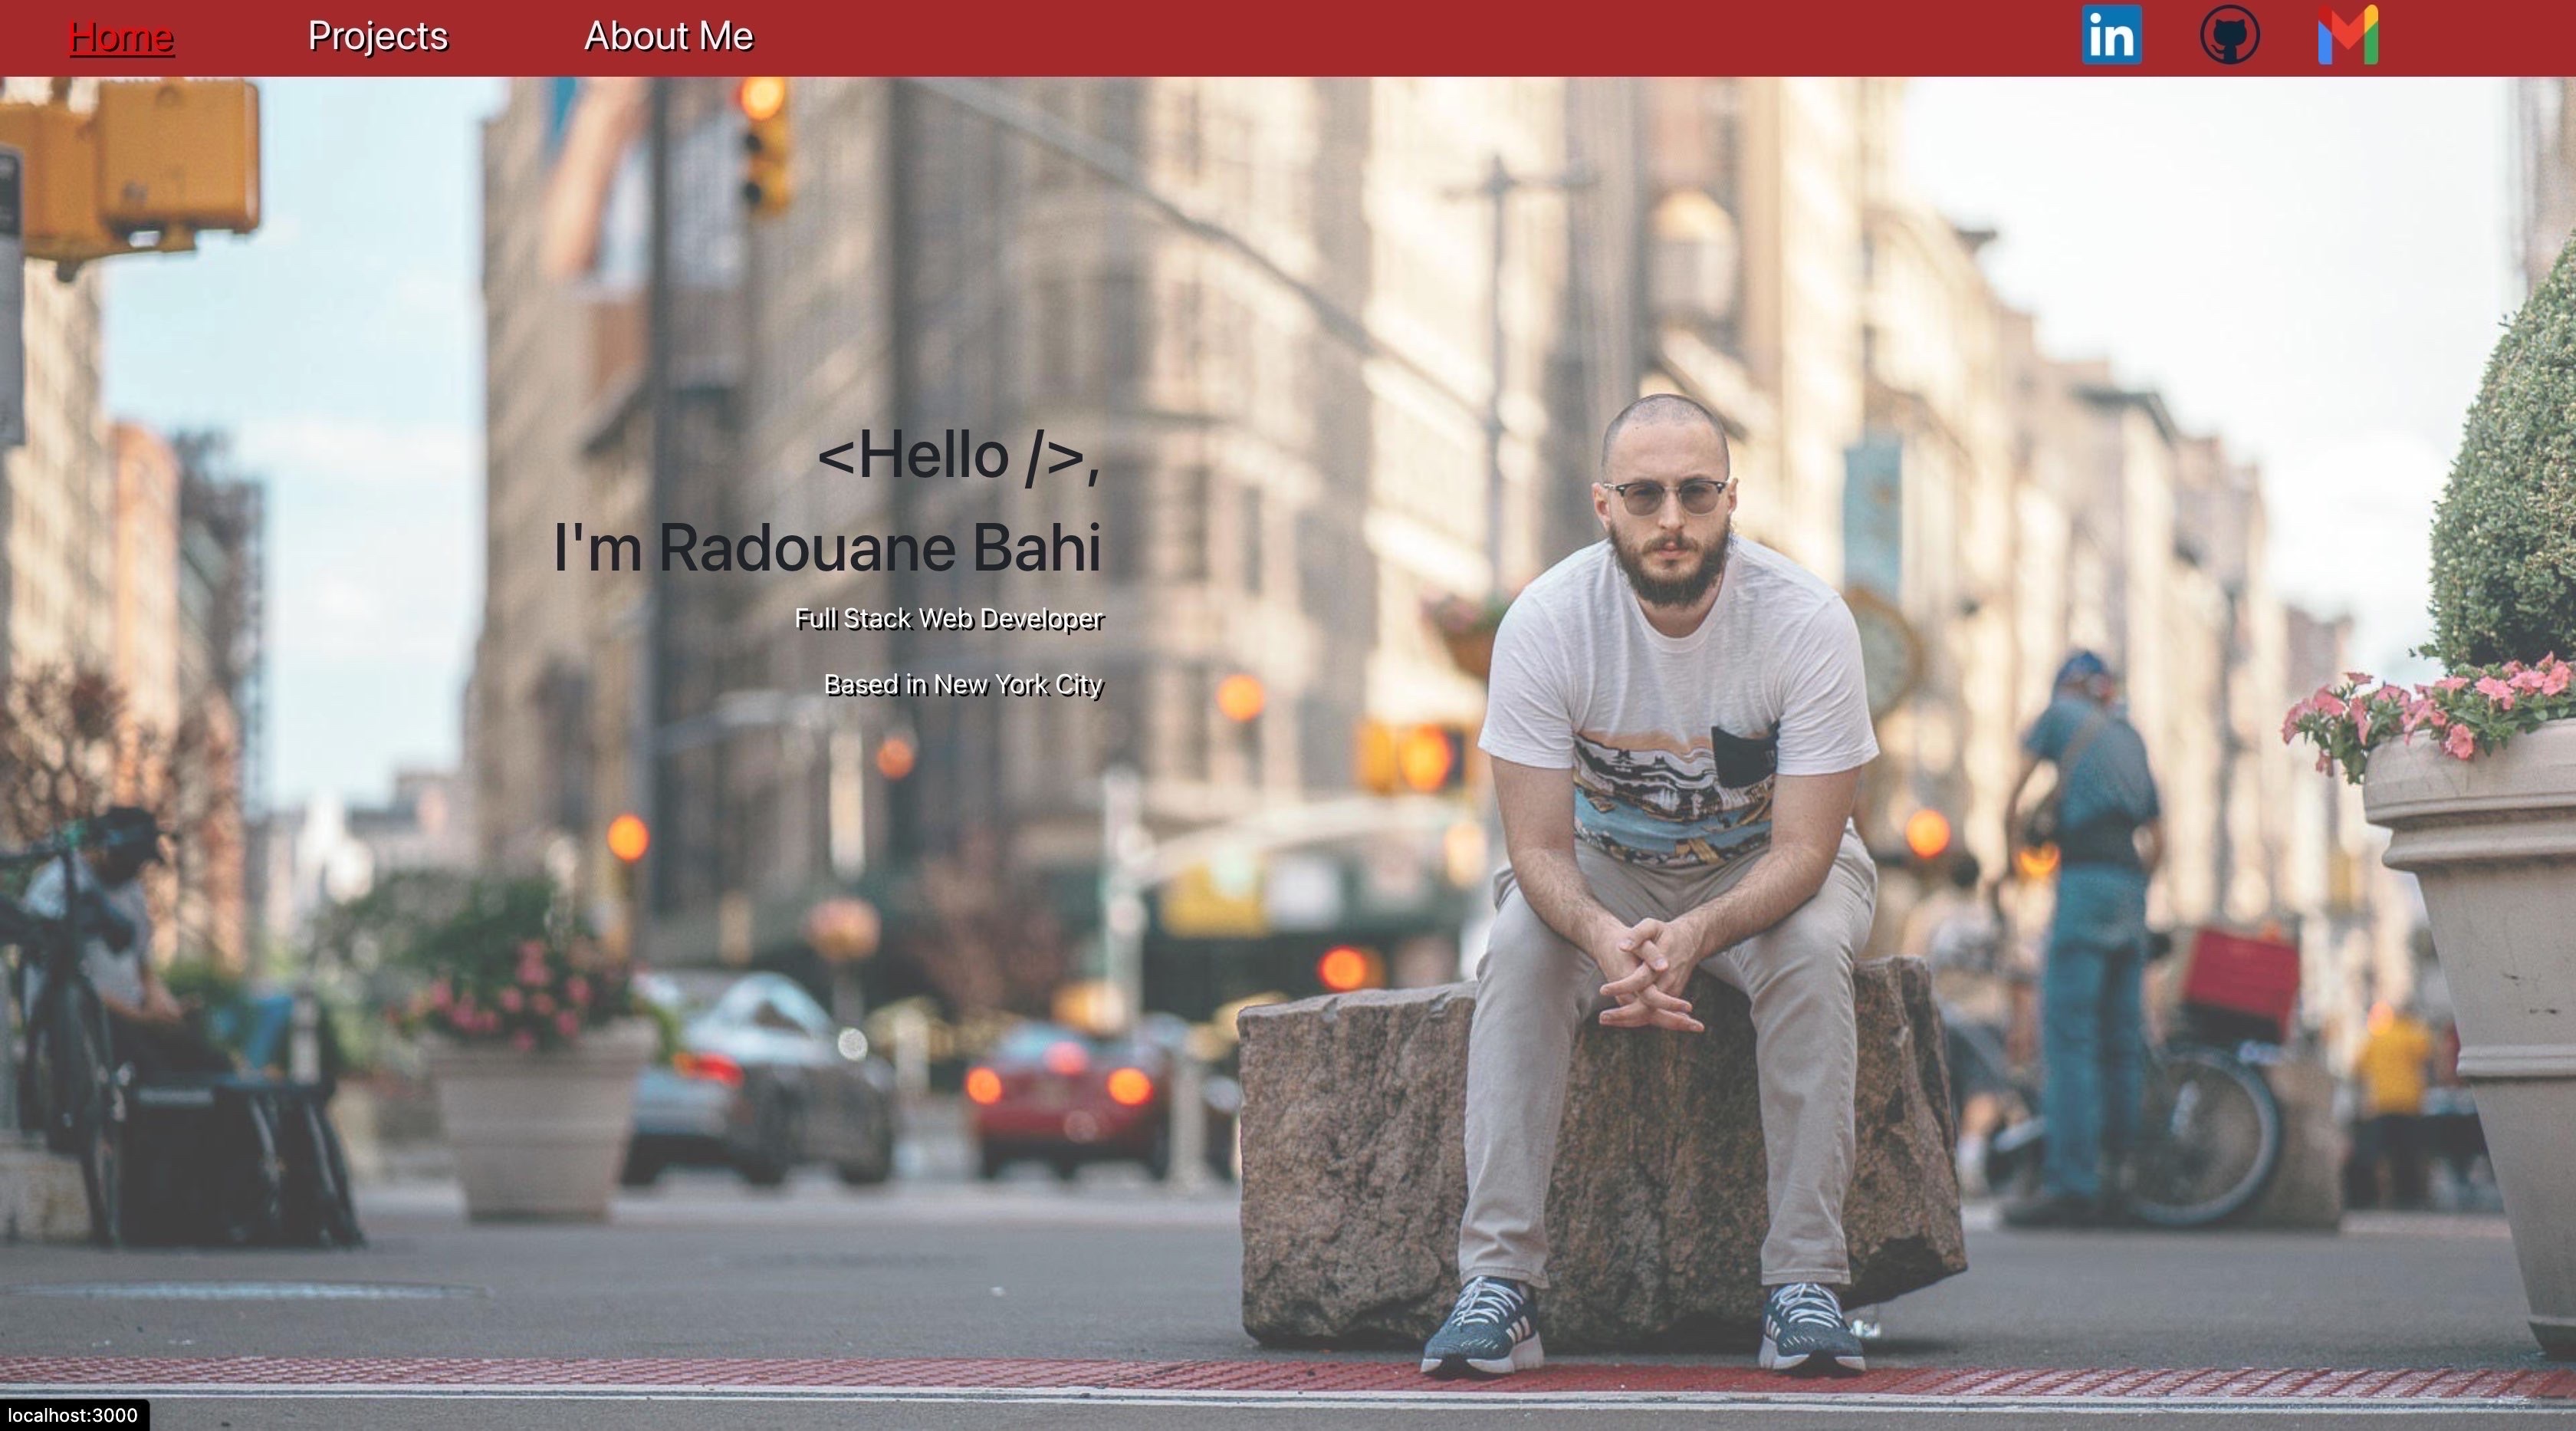 Home Projects About Me in
<Hello />,
I'm Radouane Bahi
Full Stack Web Developer
Based in New York City
localhost:3000